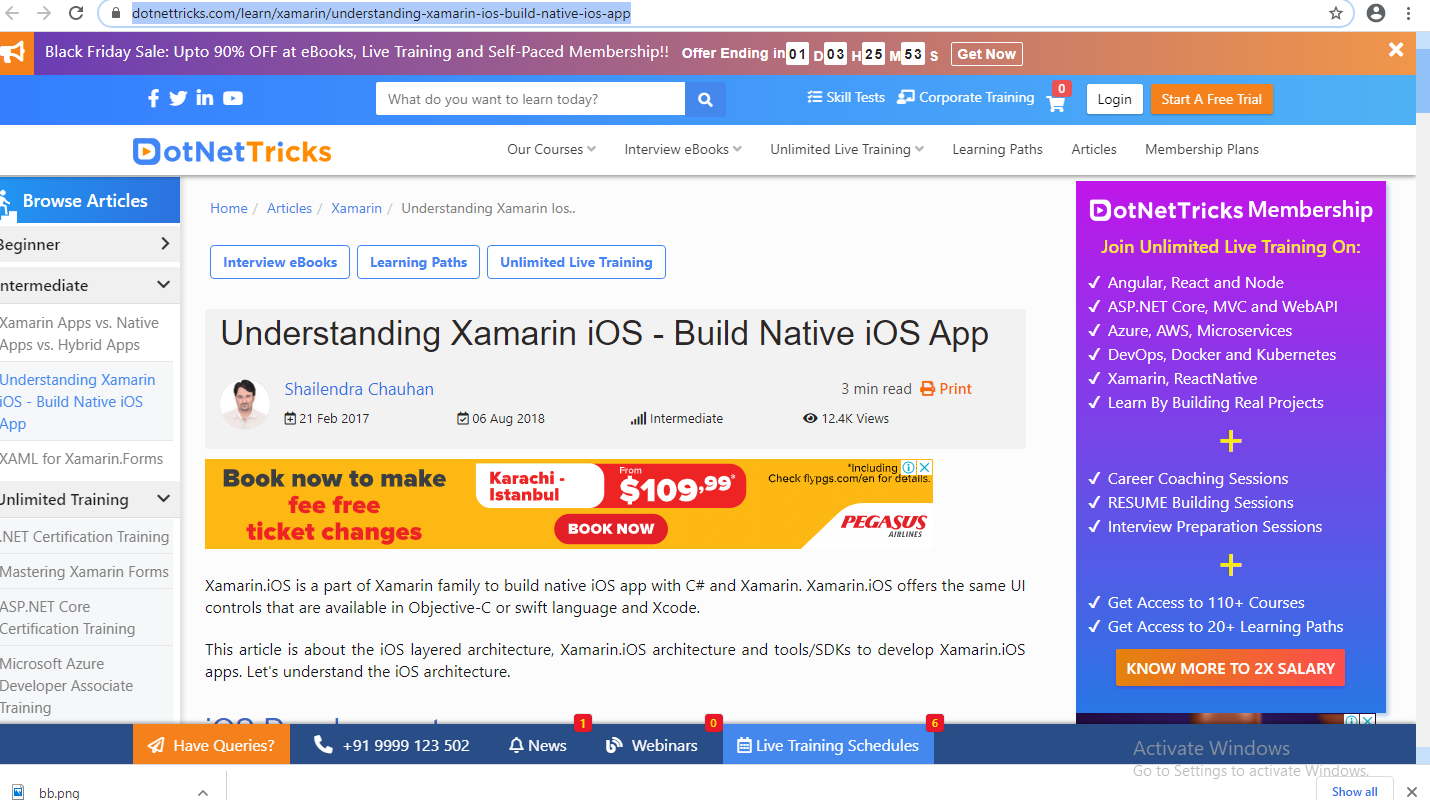 dotnettricks.com/learn/xamarin/understanding-xamarin-ios-build-native-ios-app
Black Friday Sale: Upto 90% OFF at eBooks, Live Training and Self-Paced Membership!! Offer Ending in 01 D 03 H 25 M 53 S Get Now
What do you want to learn today? Skill Tests Corporate Training 0 Login Start A Free Trial
DotNetTricks Our Courses Interview eBooks Unlimited Live Training Learning Paths Articles Membership Plans
Browse Articles
Beginner
Intermediate
Xamarin Apps vs. Native
Apps vs. Hybrid Apps
Understanding Xamarin
iOS - Build Native iOS
App
XAML for Xamarin.Forms
Unlimited Training
.NET Certification Training
Mastering Xamarin Forms
ASP.NET Core
Certification Training
Microsoft Azure
Developer Associate
Training
Home / Articles / Xamarin / Understanding Xamarin Ios..
Interview eBooks Learning Paths Unlimited Live Training
Understanding Xamarin iOS - Build Native iOS App
Shailendra Chauhan 3 min read Print
21 Feb 2017 06 Aug 2018 Intermediate 12.4K Views
Book now to make
fee free
ticket changes
Karachi -
Istanbul
From
$109,99*
BOOK NOW
*Including
Check flypgs.com/en for details.
PEGASUS
AIRLINES
Xamarin.iOS is a part of Xamarin family to build native iOS app with C# and Xamarin. Xamarin.iOS offers the same UI
controls that are available in Objective-C or swift language and Xcode.
This article is about the iOS layered architecture, Xamarin.iOS architecture and tools/SDKs to develop Xamarin.iOS
apps. Let's understand the iOS architecture.
iOS Development
DotNetTricks Membership
Join Unlimited Live Training On:
✓ Angular, React and Node
✓ ASP.NET Core, MVC and WebAPI
✓ Azure, AWS, Microservices
✓ DevOps, Docker and Kubernetes
✓ Xamarin, ReactNative
✓ Learn By Building Real Projects
+
✓ Career Coaching Sessions
✓ RESUME Building Sessions
✓ Interview Preparation Sessions
+
✓ Get Access to 110+ Courses
✓ Get Access to 20+ Learning Paths
KNOW MORE TO 2X SALARY
Have Queries? +91 9999 123 502 News 1 Webinars 0 Live Training Schedules 6
Activate Windows
Go to Settings to activate Windows.
bb.png Show all